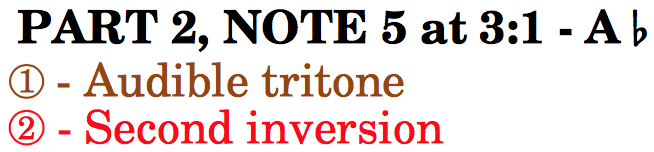 PART 2, NOTE 5 at 3:1 - A♭
① - Audible tritone
② - Second inversion